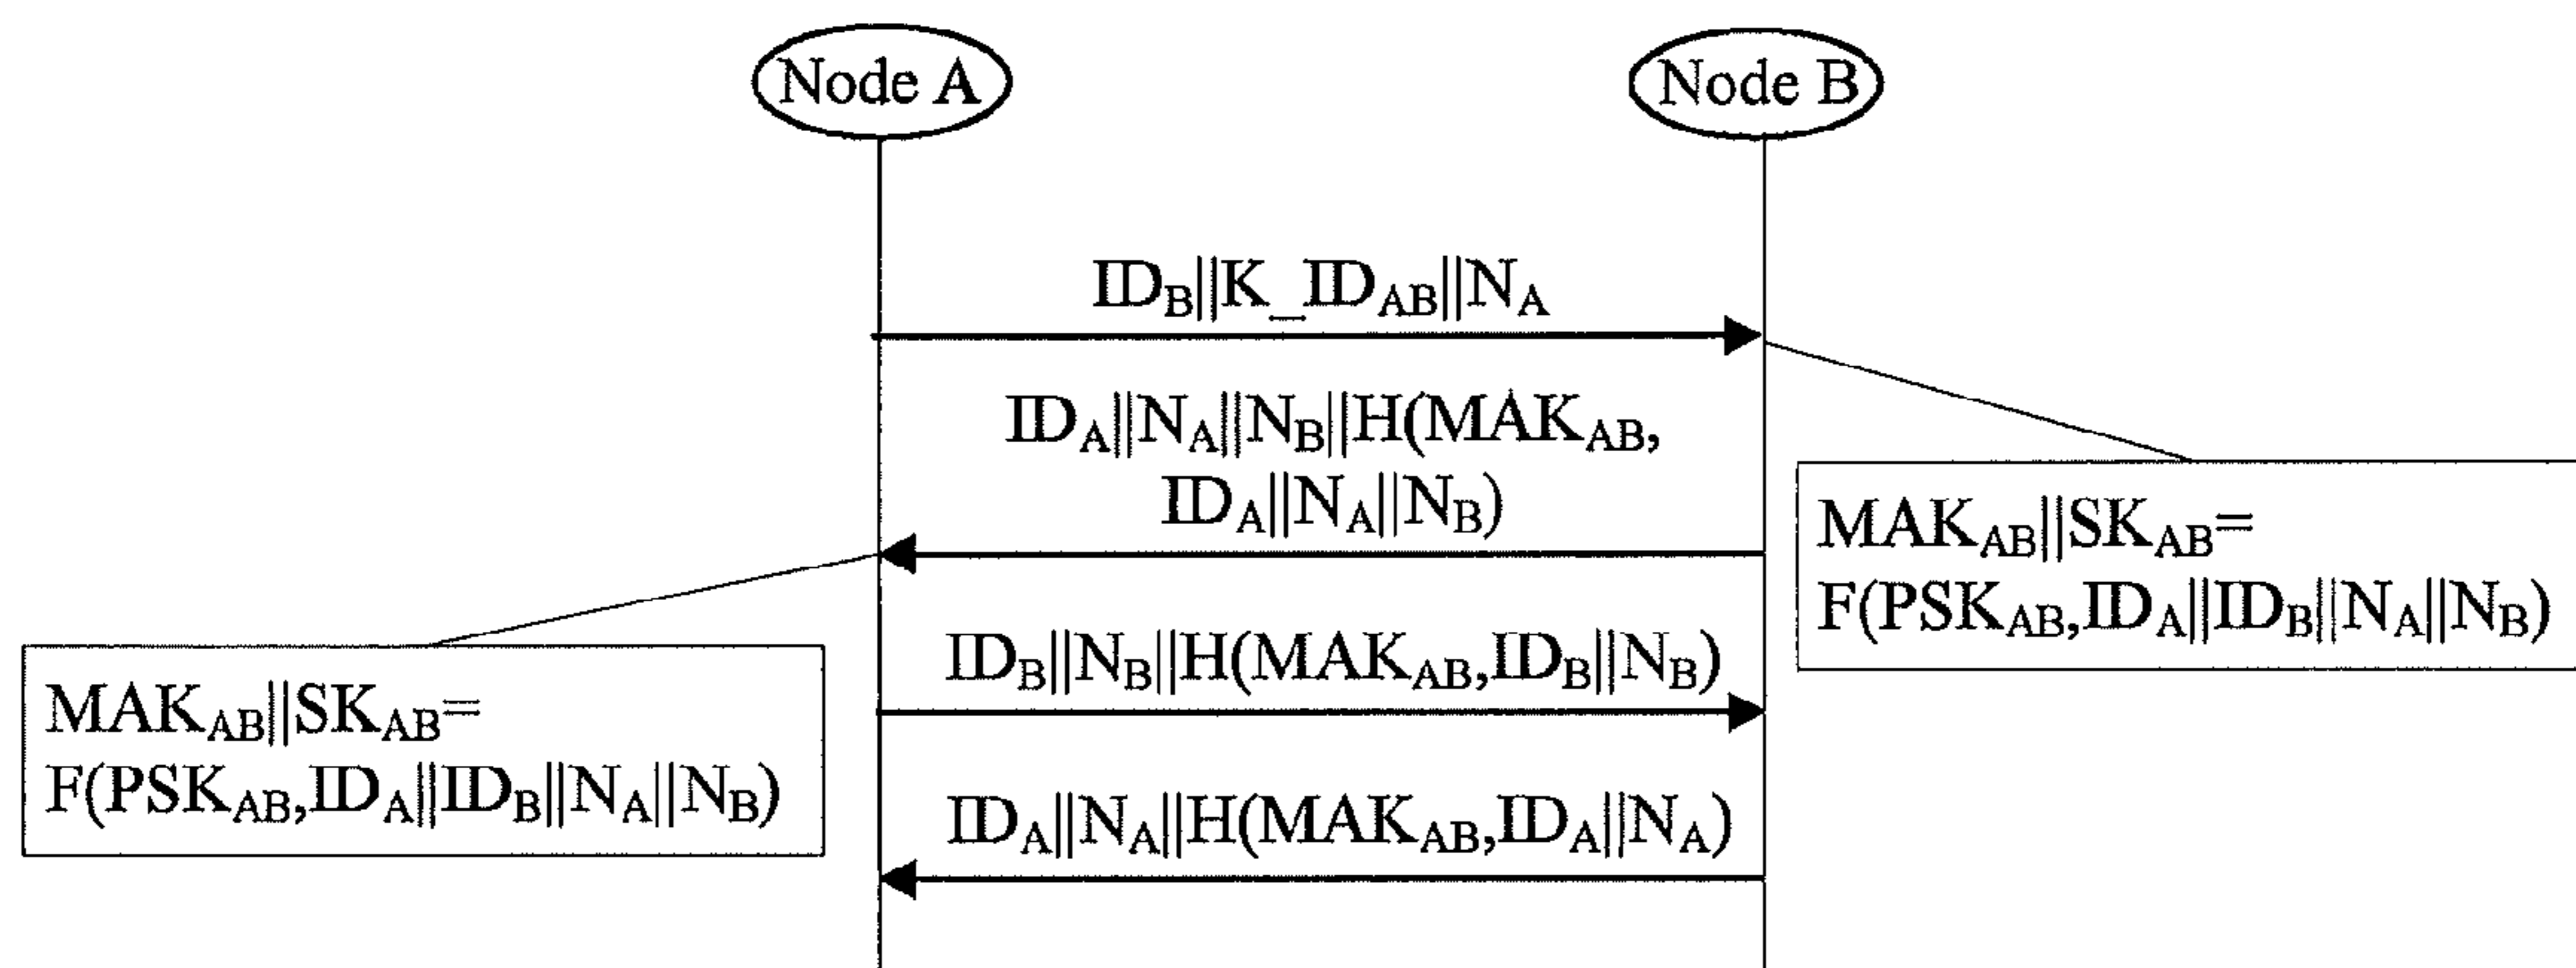 Node A
Node B
ID_B||K_ID_AB||N_A
ID_A||N_A||N_B||H(MAK_AB,
ID_A||N_A||N_B)
MAK_AB||SK_AB=
F(PSK_AB,ID_A||ID_B||N_A||N_B)
ID_B||N_B||H(MAK_AB,ID_B||N_B)
MAK_AB||SK_AB=
F(PSK_AB,ID_A||ID_B||N_A||N_B)
ID_A||N_A||H(MAK_AB,ID_A||N_A)